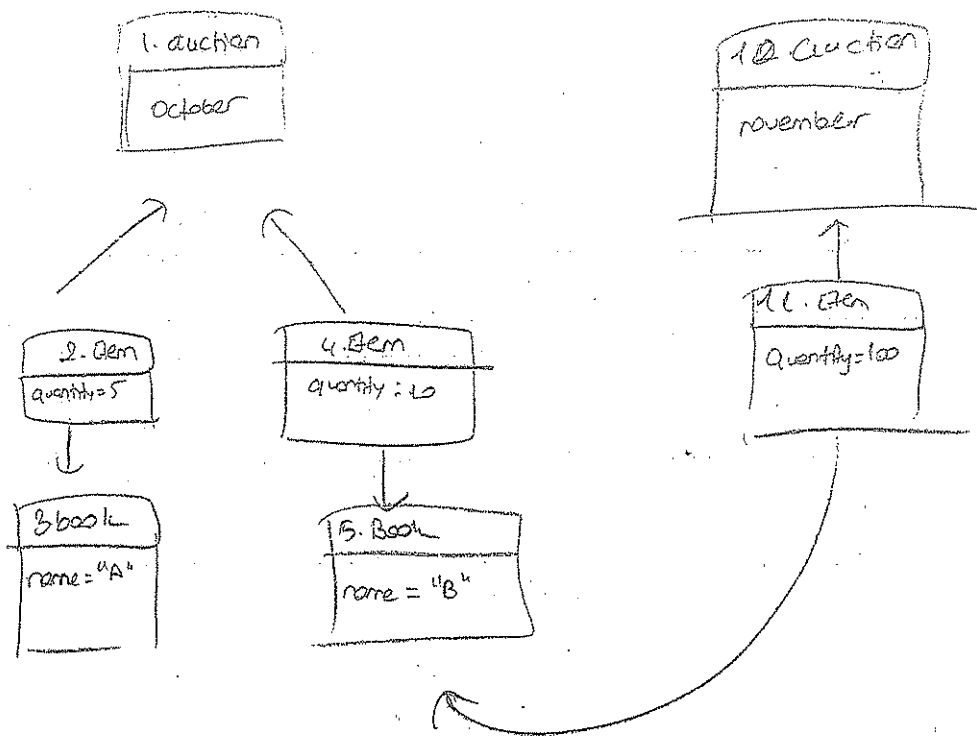 1. auction
October
10. Auction
november
2. Item
quantity=5
4. Item
quantity = 10
11. Item
Quantity=100
3 book
name="A"
5. Book
name = "B"